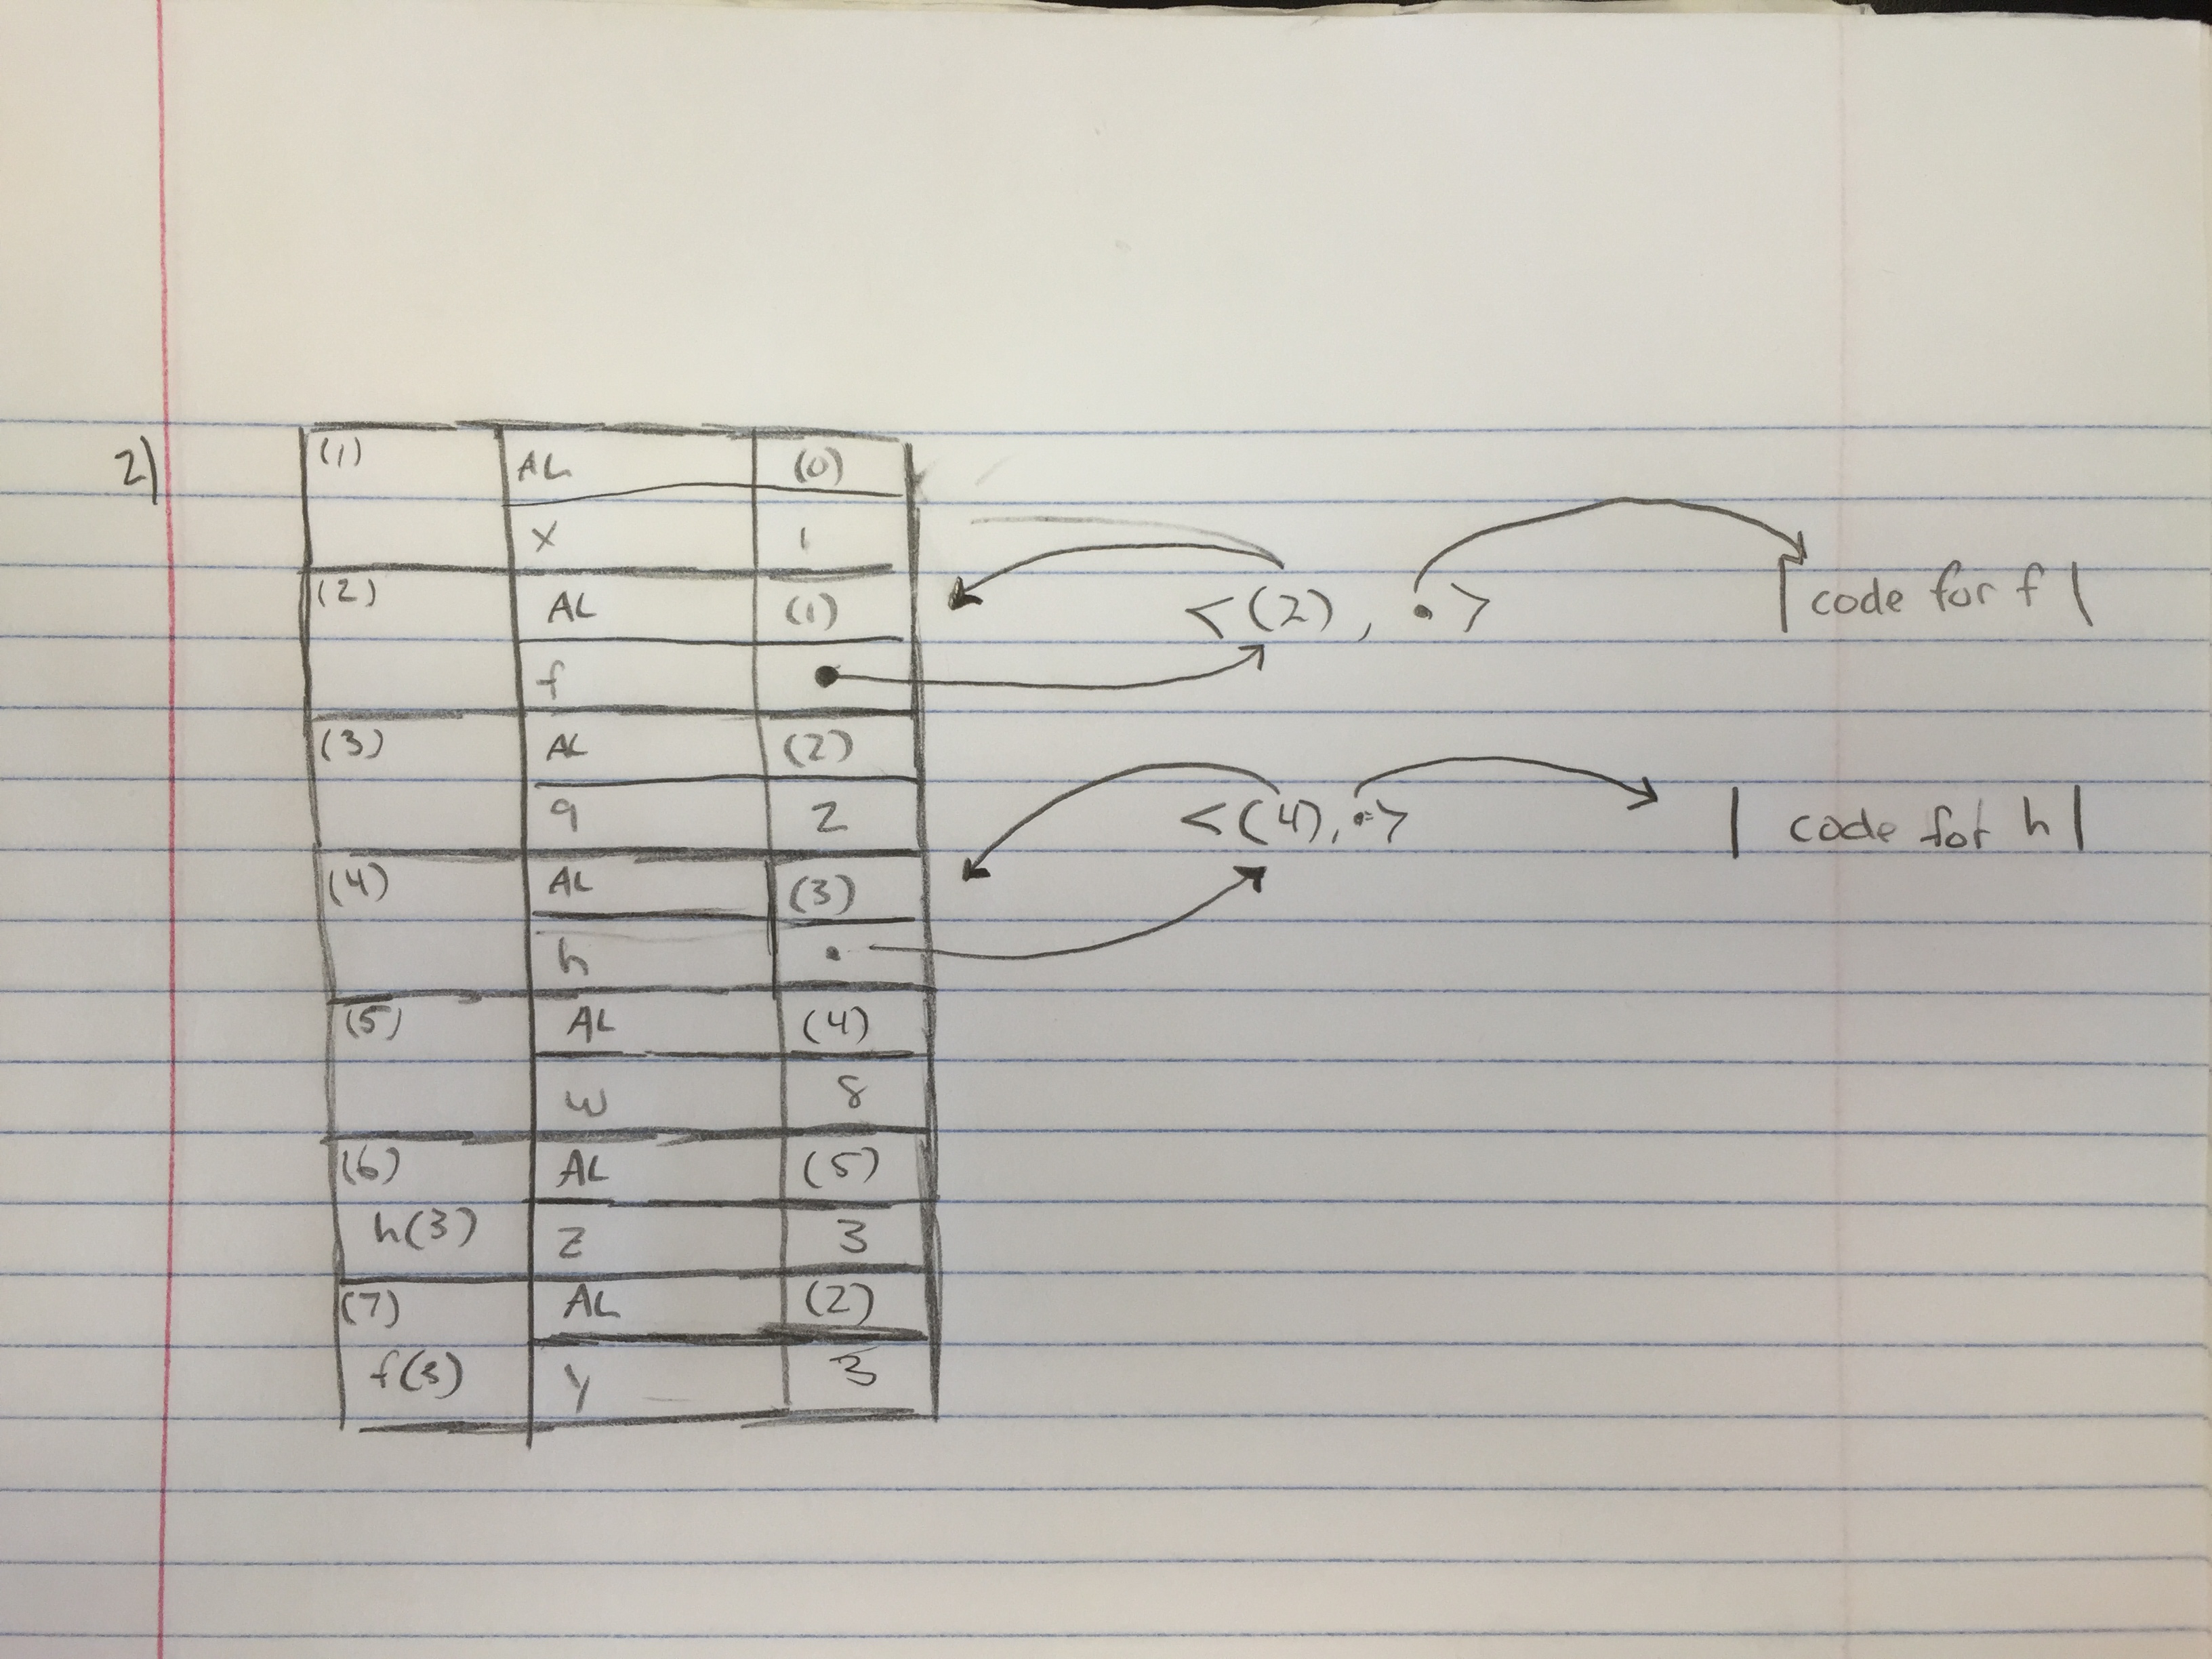 2)
(1) AL (0)
x 1
(2) AL (1)
f • <(2), •> | code for f |
(3) AL (2)
g 2
(4) AL (3)
h • <(4), •> | code for h |
(5) AL (4)
w 8
(6) AL (5)
h(3) z 3
(7) AL (2)
f(3) y 3